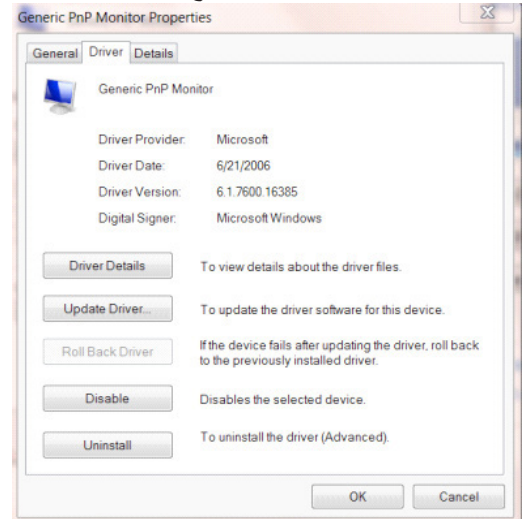 Generic PnP Monitor Properties
General Driver Details
Generic PnP Monitor
Driver Provider: Microsoft
Driver Date: 6/21/2006
Driver Version: 6.1.7600.16385
Digital Signer: Microsoft Windows
Driver Details To view details about the driver files.
Update Driver... To update the driver software for this device.
Roll Back Driver If the device fails after updating the driver, roll back
to the previously installed driver.
Disable Disables the selected device.
Uninstall To uninstall the driver (Advanced).
OK Cancel